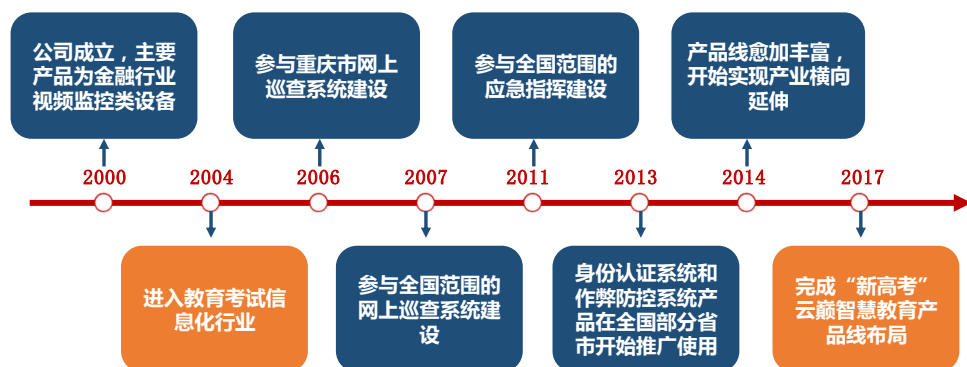 公司成立，主要
产品为金融行业
视频监控类设备
参与重庆市网上
巡查系统建设
参与全国范围的
应急指挥建设
产品线愈加丰富，
开始实现产业横向
延伸
2000
2004
2006
2007
2011
2013
2014
2017
进入教育考试信
息化行业
参与全国范围的
网上巡查系统建
设
身份认证系统和
作弊防控系统产
品在全国部分省
市开始推广使用
完成“新高考”
云巅智慧教育产
品线布局